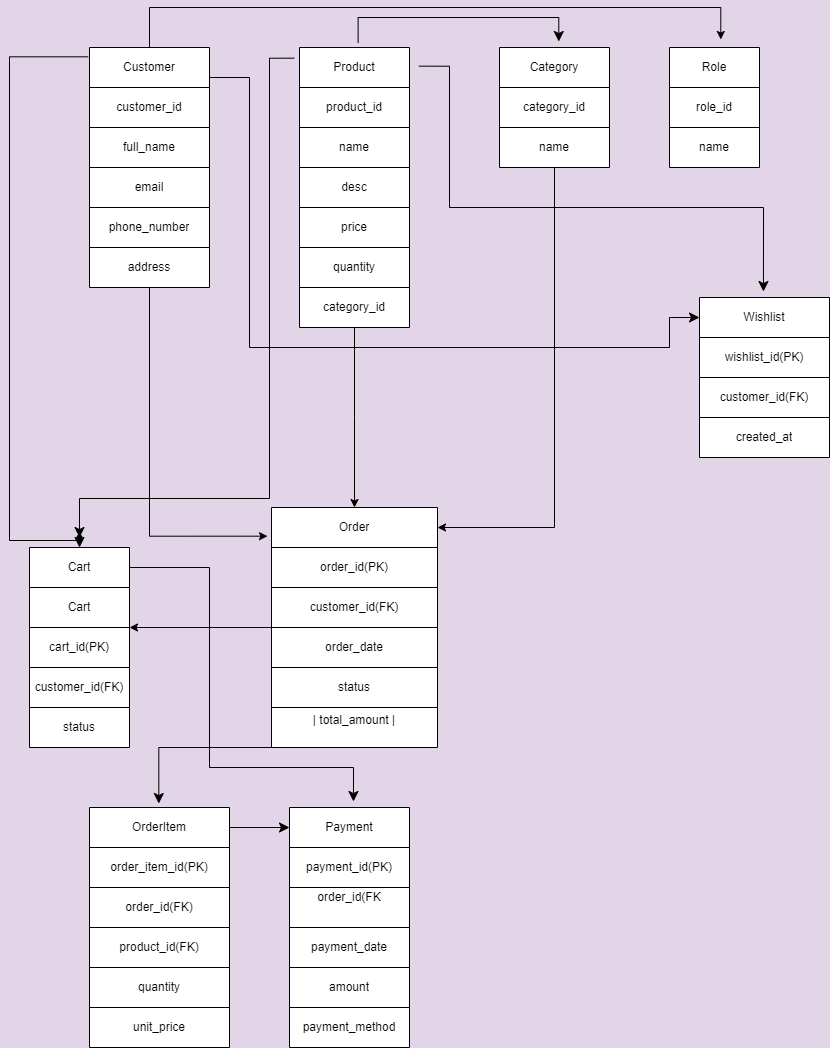 Customer
customer_id
full_name
email
phone_number
address
Product
product_id
name
desc
price
quantity
category_id
Category
category_id
name
Role
role_id
name
Wishlist
wishlist_id(PK)
customer_id(FK)
created_at
Cart
Cart
cart_id(PK)
customer_id(FK)
status
Order
order_id(PK)
customer_id(FK)
order_date
status
| total_amount |
OrderItem
order_item_id(PK)
order_id(FK)
product_id(FK)
quantity
unit_price
Payment
payment_id(PK)
order_id(FK
payment_date
amount
payment_method